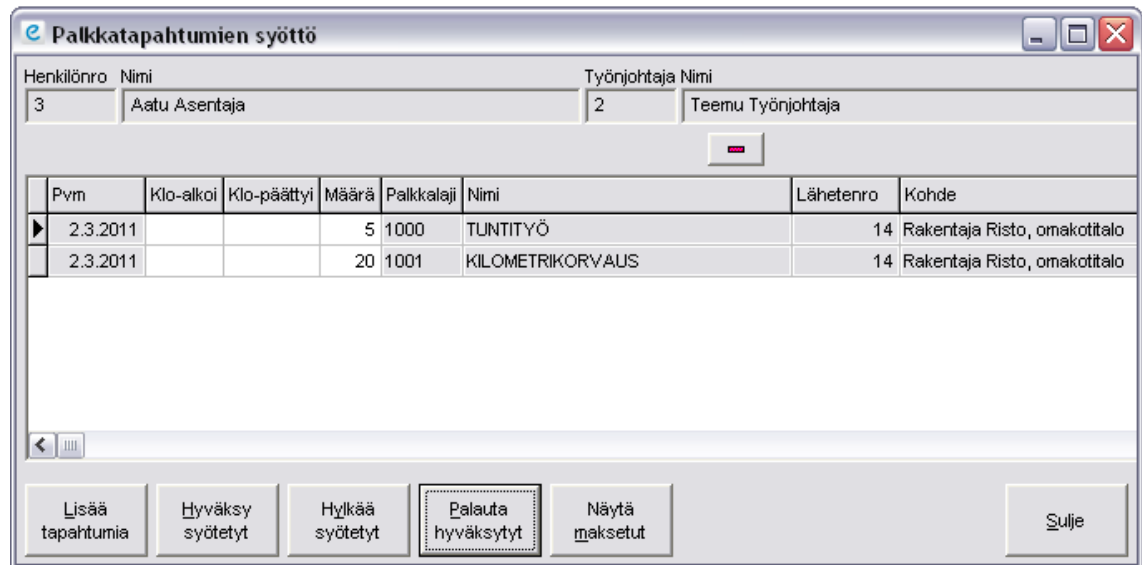 Palkkatapahtumien syöttö
Henkilönro Nimi Työnjohtaja Nimi
3 Aatu Asentaja 2 Teemu Työnjohtaja
Pvm Klo-alkoi Klo-päättyi Määrä Palkkalaji Nimi Lähetenro Kohde
2.3.2011 5 1000 TUNTITYÖ 14 Rakentaja Risto, omakotitalo
2.3.2011 20 1001 KILOMETRIKORVAUS 14 Rakentaja Risto, omakotitalo
Lisää Hyväksy Hylkää Palauta Näytä
tapahtumia syötetyt syötetyt hyväksytyt maksetut Sulje